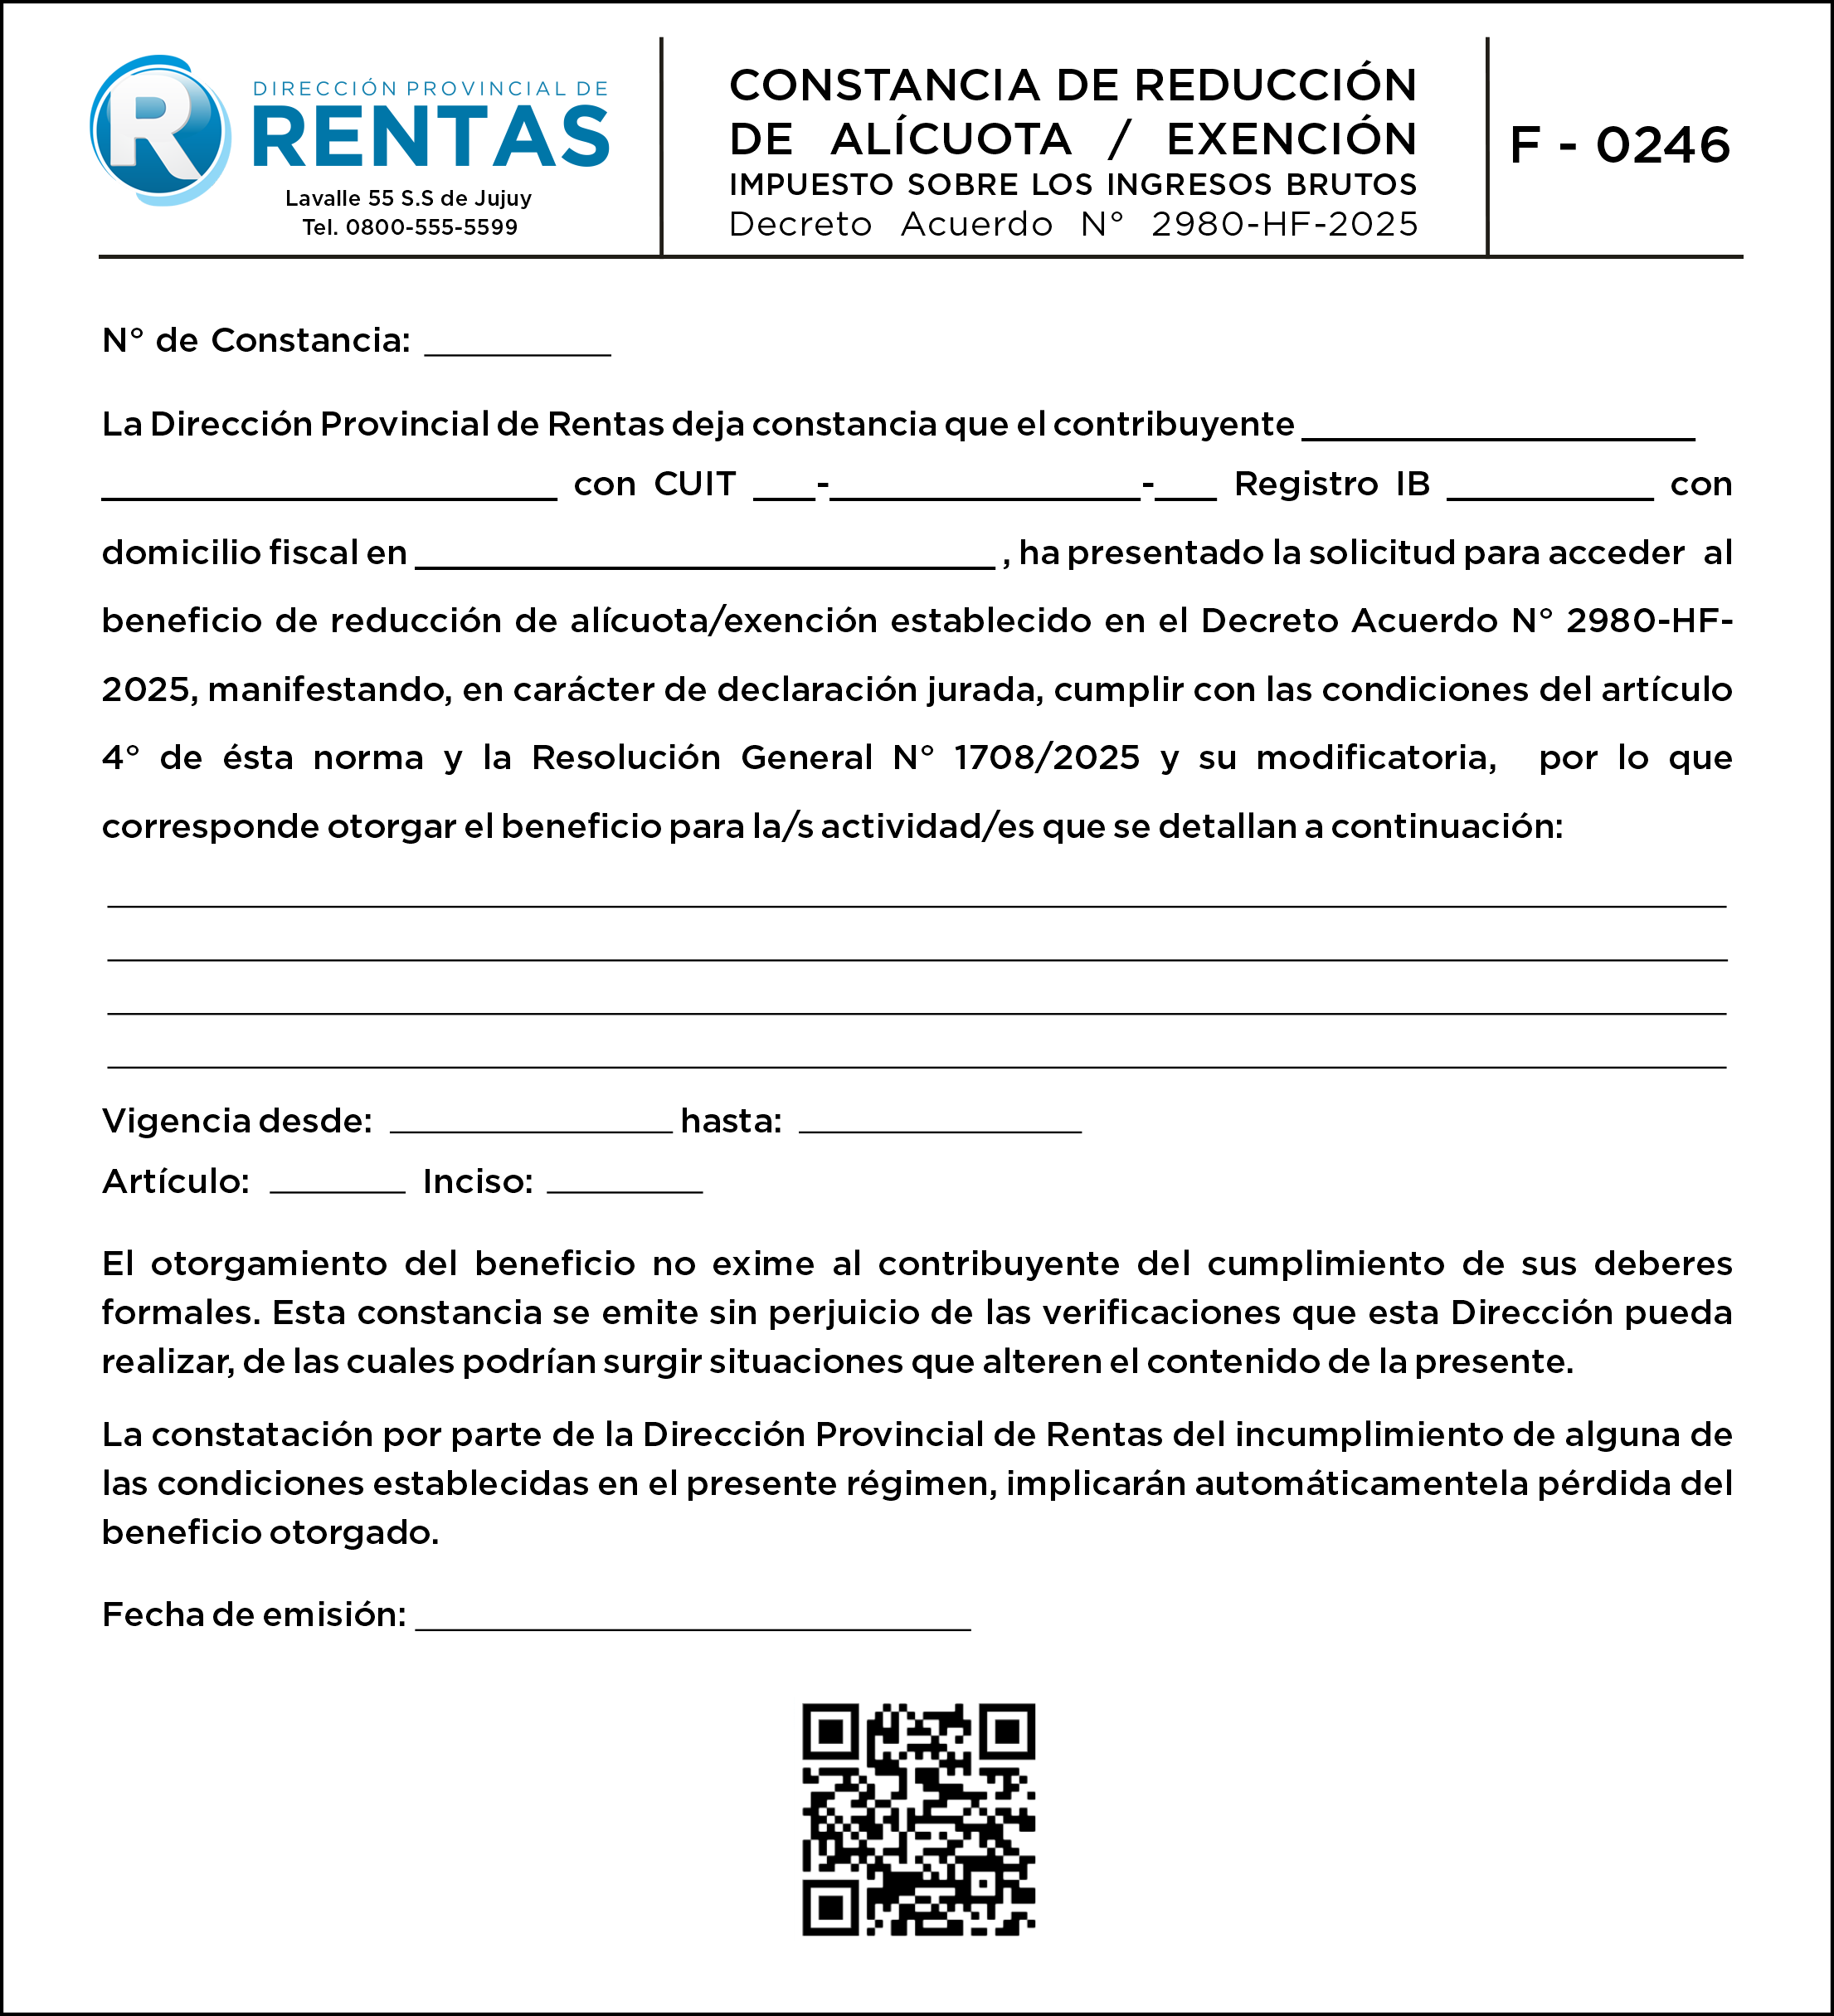 DIRECCIÓN PROVINCIAL DE
RENTAS
Lavalle 55 S.S de Jujuy
Tel. 0800-555-5599
CONSTANCIA DE REDUCCIÓN
DE ALÍCUOTA / EXENCIÓN
IMPUESTO SOBRE LOS INGRESOS BRUTOS
Decreto Acuerdo N° 2980-HF-2025
F - 0246
N° de Constancia: ___________
La Dirección Provincial de Rentas deja constancia que el contribuyente ___________________
______________________ con CUIT ___-_______________-___ Registro IB __________ con
domicilio fiscal en ____________________________ , ha presentado la solicitud para acceder al
beneficio de reducción de alícuota/exención establecido en el Decreto Acuerdo N° 2980-HF-
2025, manifestando, en carácter de declaración jurada, cumplir con las condiciones del artículo
4° de ésta norma y la Resolución General N° 1708/2025 y su modificatoria, por lo que
corresponde otorgar el beneficio para la/s actividad/es que se detallan a continuación:
Vigencia desde: ________________ hasta: ________________
Artículo: ________ Inciso: _________
El otorgamiento del beneficio no exime al contribuyente del cumplimiento de sus deberes
formales. Esta constancia se emite sin perjuicio de las verificaciones que esta Dirección pueda
realizar, de las cuales podrían surgir situaciones que alteren el contenido de la presente.
La constatación por parte de la Dirección Provincial de Rentas del incumplimiento de alguna de
las condiciones establecidas en el presente régimen, implicarán automáticamentela pérdida del
beneficio otorgado.
Fecha de emisión: ________________________________